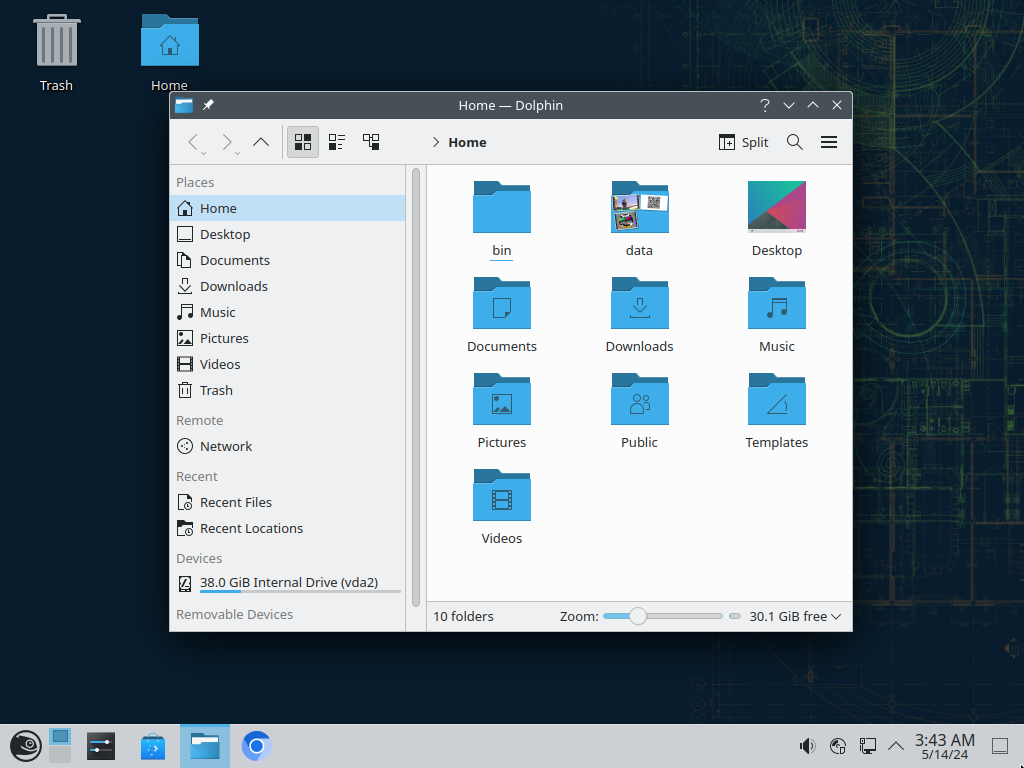 Trash
Home
Home — Dolphin
Home
Split
Places
Home
Desktop
Documents
Downloads
Music
Pictures
Videos
Trash
Remote
Network
Recent
Recent Files
Recent Locations
Devices
38.0 GiB Internal Drive (vda2)
Removable Devices
bin
data
Desktop
Documents
Downloads
Music
Pictures
Public
Templates
Videos
10 folders
Zoom:
30.1 GiB free
3:43 AM
5/14/24